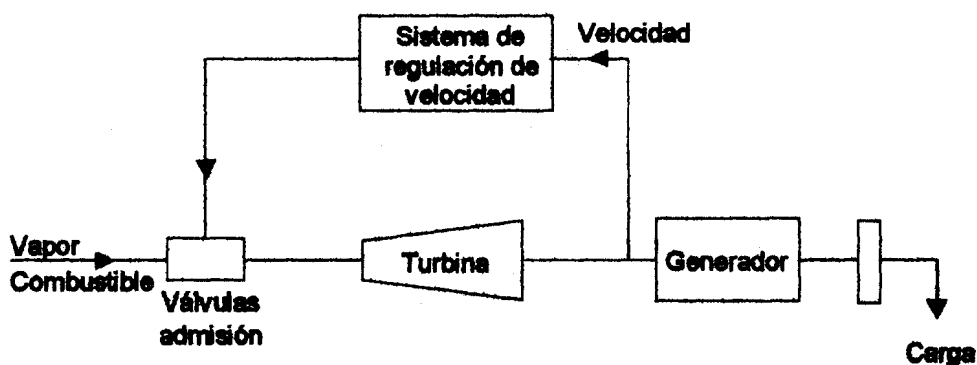 Sistema de
regulación de
velocidad
Velocidad
Vapor
Combustible
Válvulas
admisión
Turbina
Generador
Carga